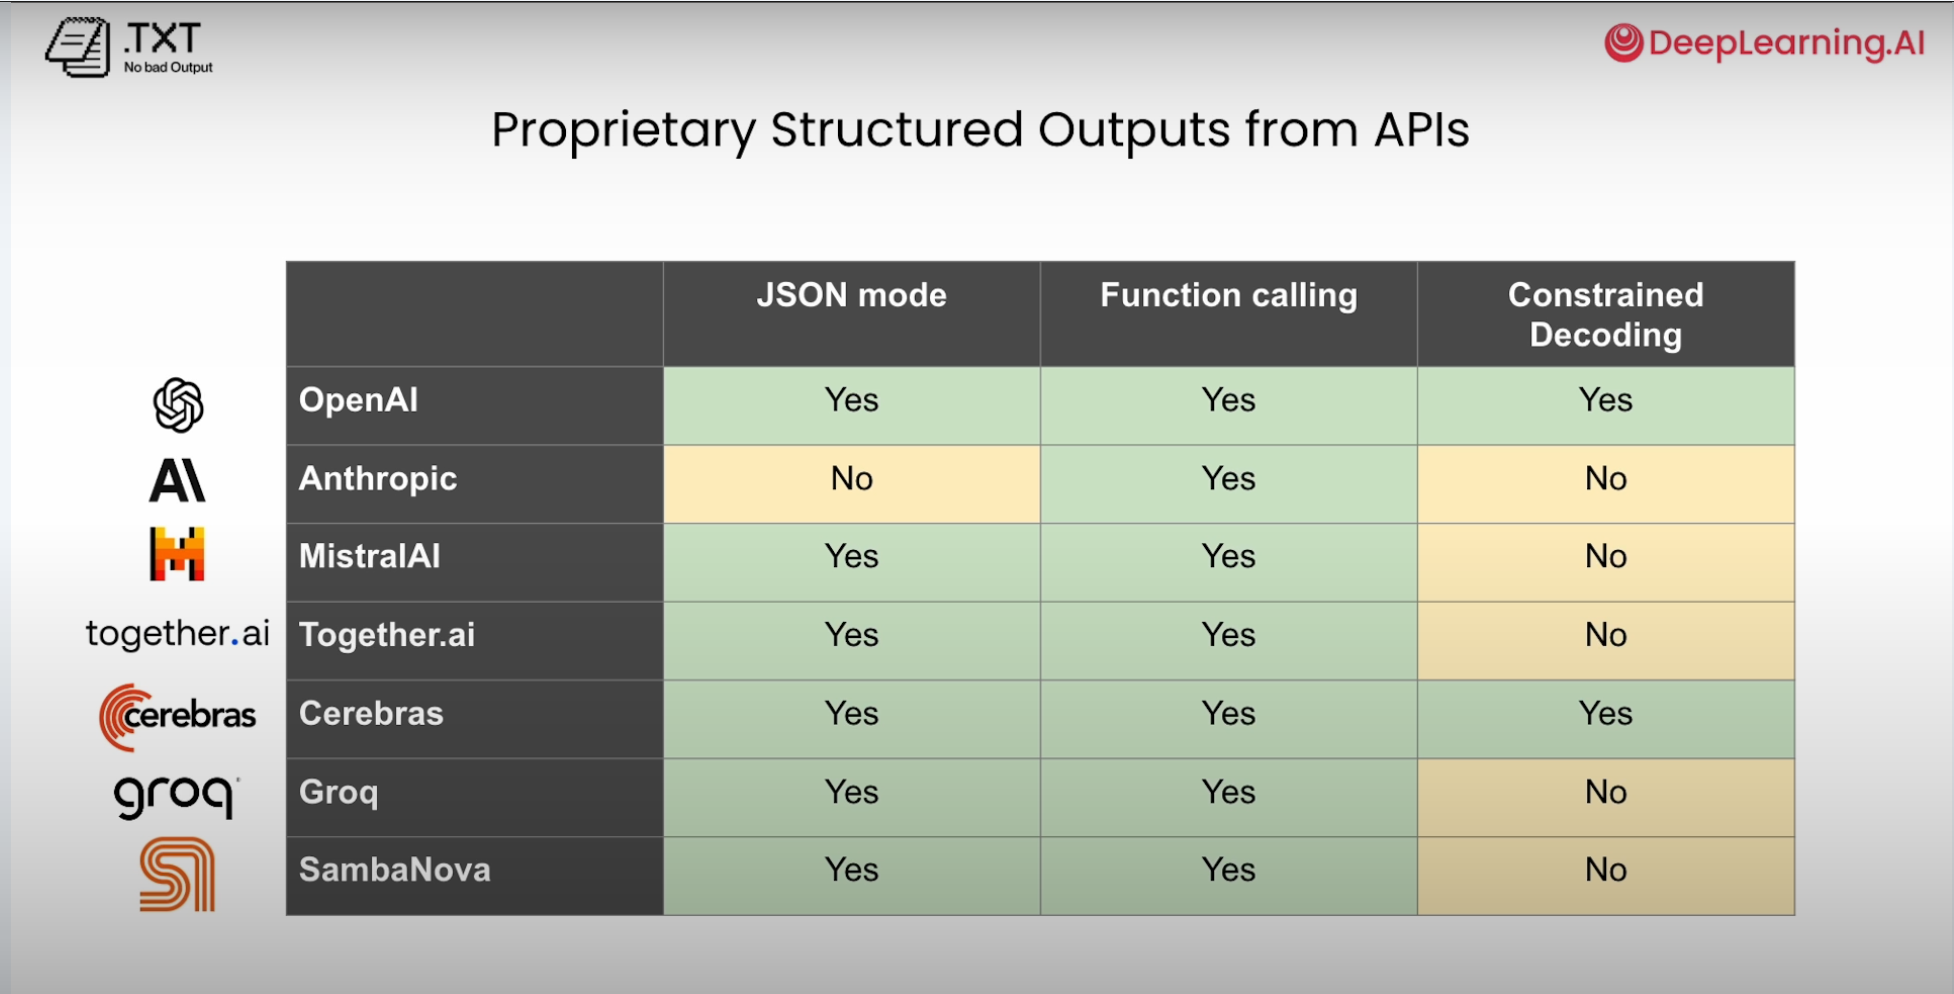 .TXT
No bad Output
DeepLearning.AI
Proprietary Structured Outputs from APIs
JSON mode Function calling Constrained
Decoding
OpenAI Yes Yes Yes
Anthropic No Yes No
MistralAI Yes Yes No
together.ai Together.ai Yes Yes No
cerebras Cerebras Yes Yes Yes
groq Groq Yes Yes No
SambaNova Yes Yes No